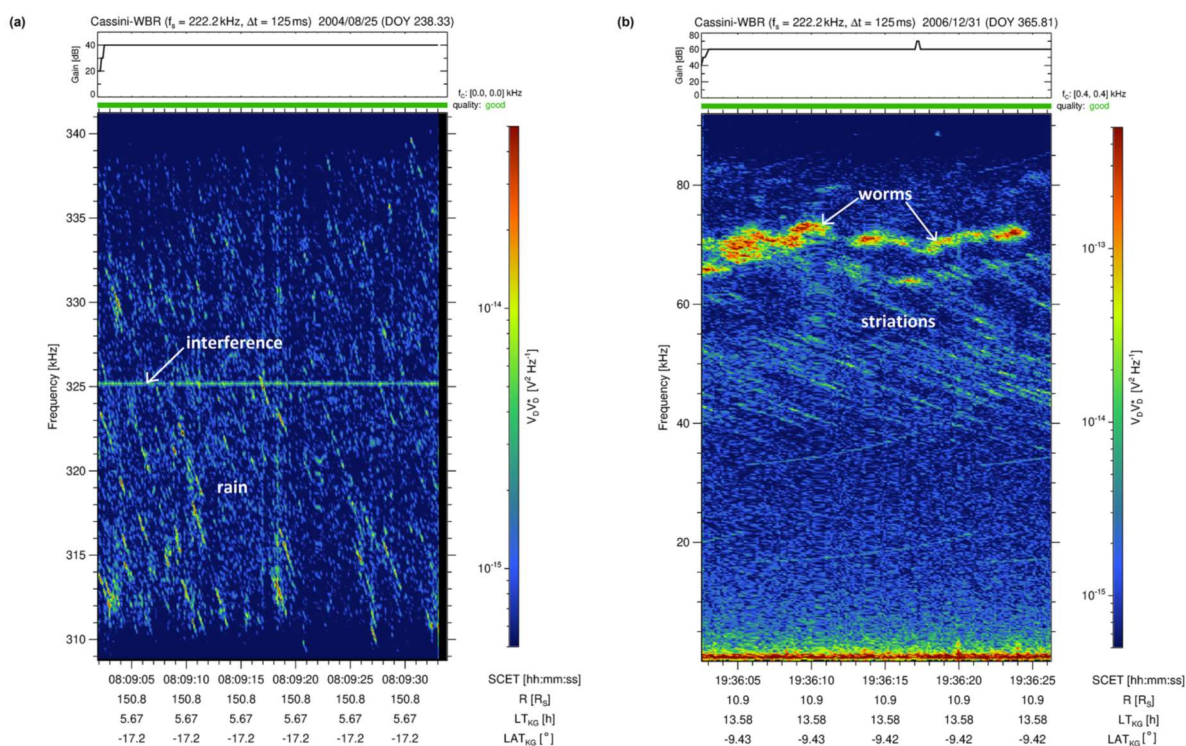 (a) Cassini-WBR (fs = 222.2 kHz, Δt = 125 ms) 2004/08/25 (DOY 238.33)
Gain [dB]
60
40
20
0
fC: [0.0, 0.0] kHz
quality: good
Frequency [kHz]
340
335
330
325
320
315
310
interference
rain
10⁻¹⁴
10⁻¹⁵
VDV*D [V² Hz⁻¹]
08:09:05 08:09:10 08:09:15 08:09:20 08:09:25 08:09:30 SCET [hh:mm:ss]
150.8 150.8 150.8 150.8 150.8 150.8 R [RS]
5.67 5.67 5.67 5.67 5.67 5.67 LTKG [h]
-17.2 -17.2 -17.2 -17.2 -17.2 -17.2 LATKG [°]
(b) Cassini-WBR (fs = 222.2 kHz, Δt = 125 ms) 2006/12/31 (DOY 365.81)
Gain [dB]
80
60
40
20
0
fC: [0.4, 0.4] kHz
quality: good
Frequency [kHz]
80
60
40
20
worms
striations
10⁻¹³
10⁻¹⁴
10⁻¹⁵
VDV*D [V² Hz⁻¹]
19:36:05 19:36:10 19:36:15 19:36:20 19:36:25 SCET [hh:mm:ss]
10.9 10.9 10.9 10.9 10.9 R [RS]
13.58 13.58 13.58 13.58 13.58 LTKG [h]
-9.43 -9.43 -9.42 -9.42 -9.42 LATKG [°]